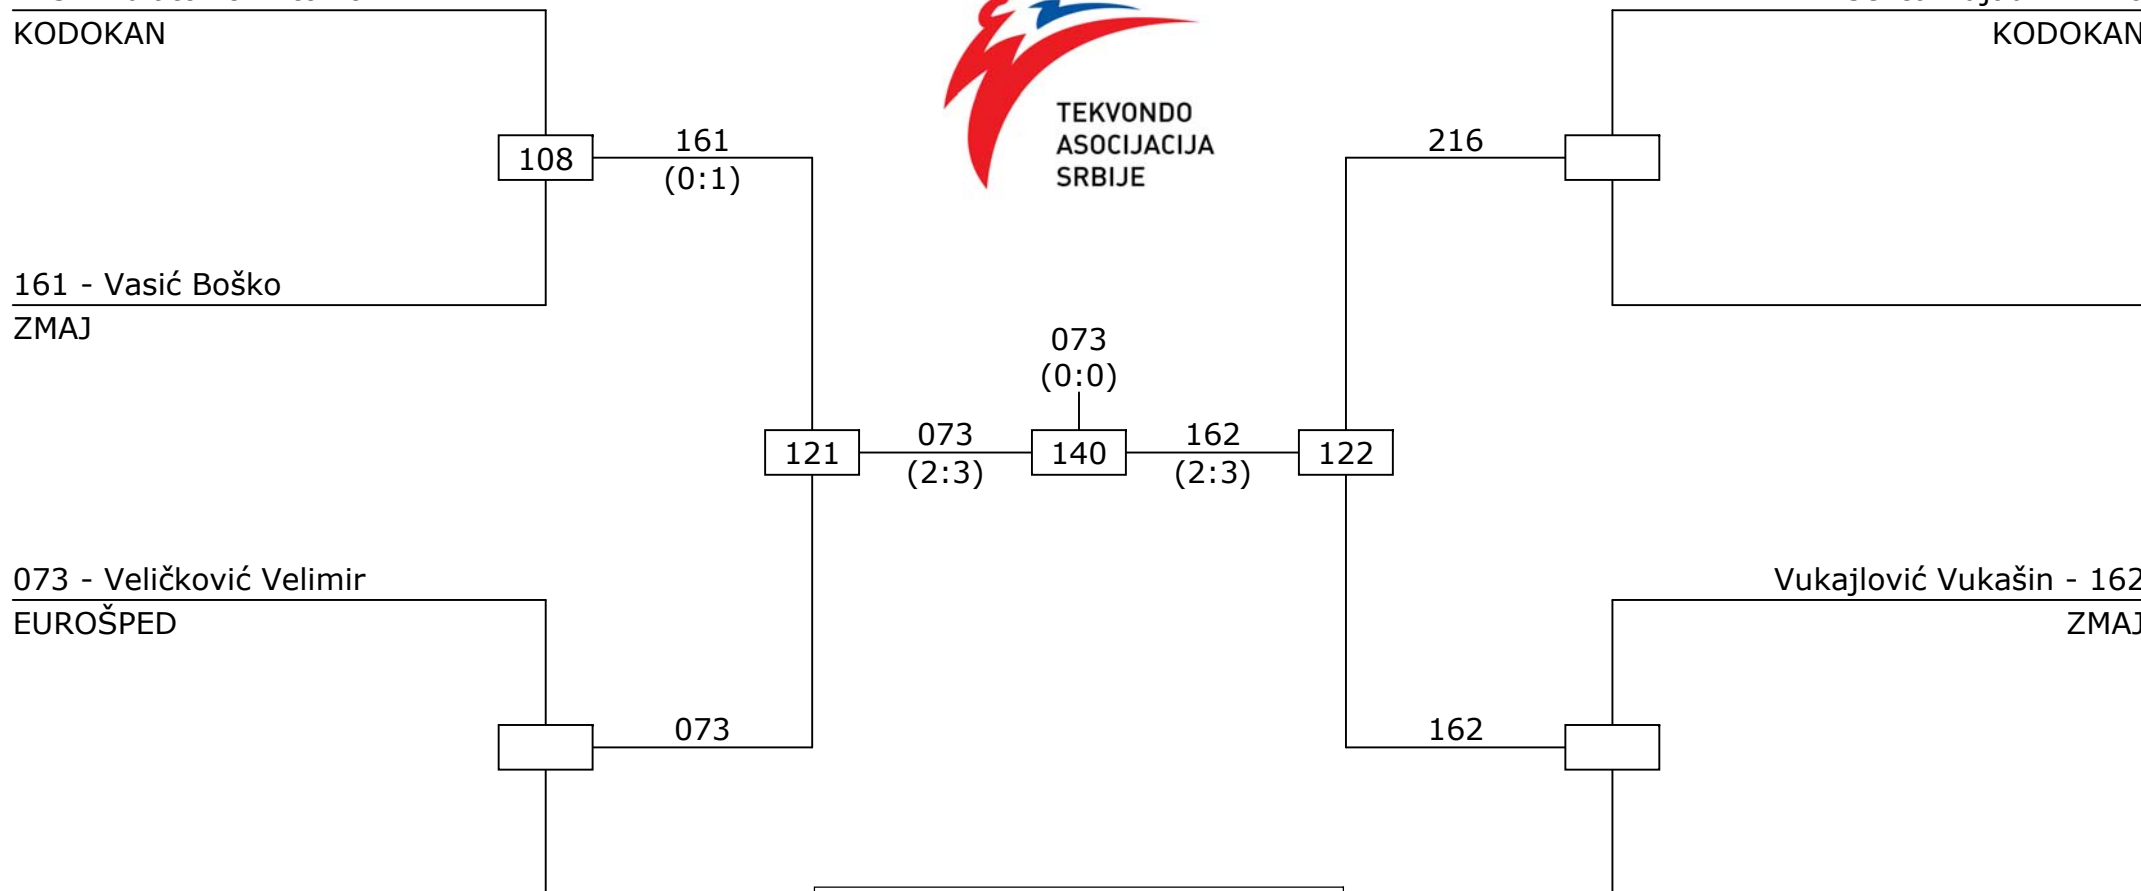 KODOKAN
KODOKAN
TEKVONDO
ASOCIJACIJA
SRBIJE
108
161
(0:1)
216
161 - Vasić Boško
ZMAJ
073
(0:0)
121
073
(2:3)
140
162
(2:3)
122
073 - Veličković Velimir
EUROŠPED
Vukajlović Vukašin - 162
ZMAJ
073
162